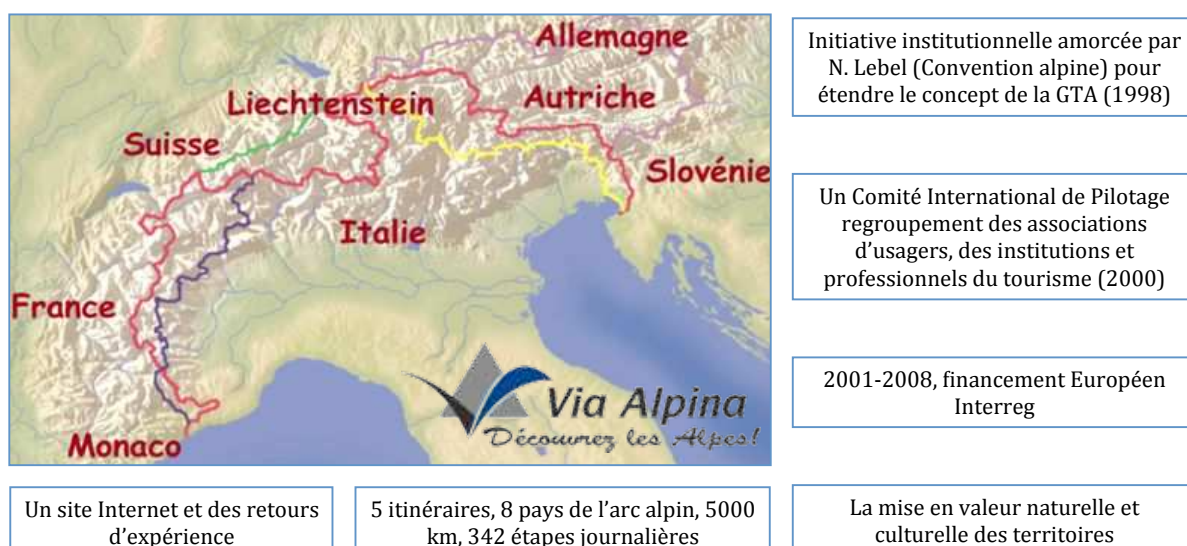 Allemagne
Liechtenstein
Autriche
Suisse
Slovénie
Italie
France
Monaco
Via Alpina
Découvrez les Alpes!
Initiative institutionnelle amorcée par
N. Lebel (Convention alpine) pour
étendre le concept de la GTA (1998)
Un Comité International de Pilotage
regroupement des associations
d'usagers, des institutions et
professionnels du tourisme (2000)
2001-2008, financement Européen
Interreg
Un site Internet et des retours
d'expérience
5 itinéraires, 8 pays de l'arc alpin, 5000
km, 342 étapes journalières
La mise en valeur naturelle et
culturelle des territoires